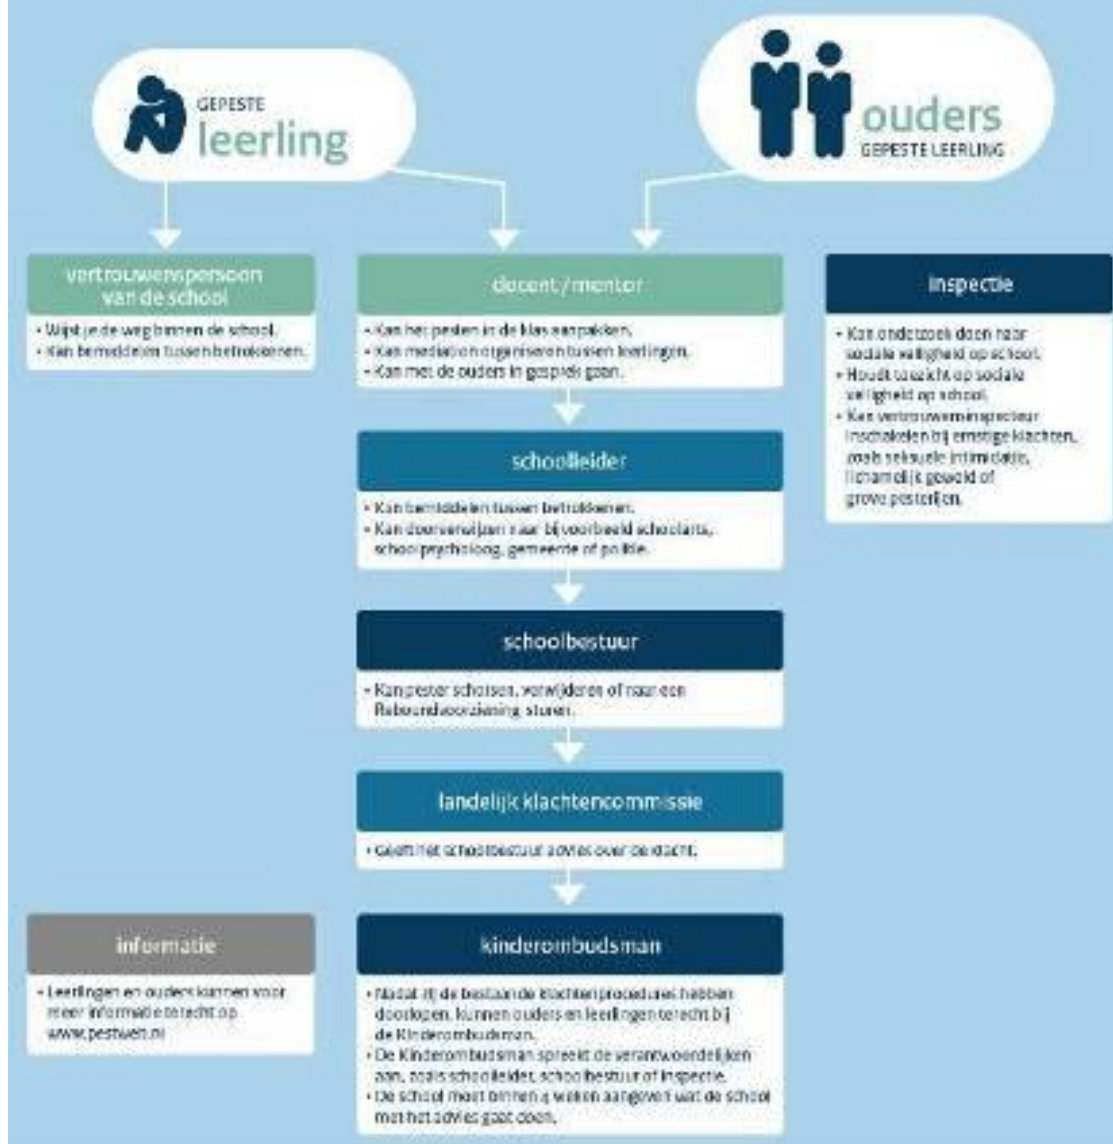 GEPESTE
leerling
ouders
GEPESTE LEERLING
vertrouwenspersoon
van de school
• Wijst je de weg binnen de school.
• Kan bemiddelen tussen betrokkenen.
docent/mentor
• Kan het pesten in de klas aanpakken.
• Kan mediation organiseren tussen leerlingen.
• Kan met de ouders in gesprek gaan.
inspectie
• Kan onderzoek doen naar
sociale veiligheid op school.
• Houdt toezicht op sociale
veiligheid op school.
• Kan vertrouwensinspecteur
inschakelen bij ernstige klachten,
zoals seksuele intimidatie,
lichamelijk geweld of
grove pesterijen.
schoolleider
• Kan bemiddelen tussen betrokkenen.
• Kan doorverwijzen naar bij voorbeeld schoolarts,
schoolpsycholoog, gemeente of politie.
schoolbestuur
• Kan pester schorsen, verwijderen of naar een
Reboundvoorziening sturen.
landelijk klachtencommissie
• Geeft het schoolbestuur advies over de klacht.
informatie
• Leerlingen en ouders kunnen voor
meer informatie terecht op
www.pestweb.nl
kinderombudsman
• Nadat zij de bestaande klachtenprocedures hebben
doorlopen, kunnen ouders en leerlingen terecht bij
de Kinderombudsman.
• De Kinderombudsman spreekt de verantwoordelijken
aan, zoals schoolleider, schoolbestuur of inspectie.
• De school moet binnen 4 weken aangeven wat de school
met het advies gaat doen.